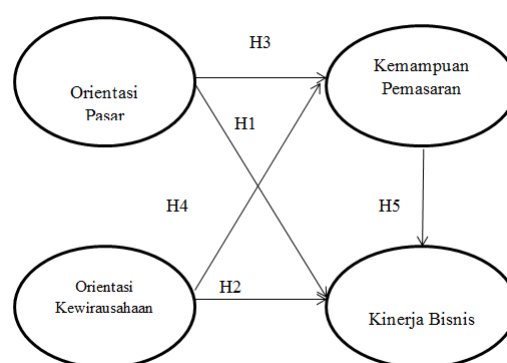 H3
Kemampuan
Pemasaran
Orientasi
Pasar
H1
H4
H5
Orientasi
Kewirausahaan
H2
Kinerja Bisnis